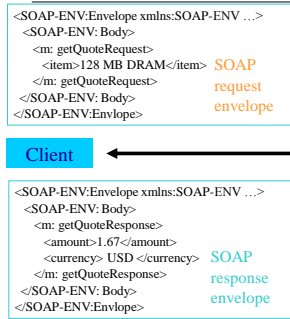 <SOAP-ENV:Envelope xmlns:SOAP-ENV …>
<SOAP-ENV: Body>
<m: getQuoteRequest>
<item>128 MB DRAM</item>
</m: getQuoteRequest>
</SOAP-ENV: Body>
</SOAP-ENV:Envlope>
SOAP
request
envelope
Client
<SOAP-ENV:Envelope xmlns:SOAP-ENV …>
<SOAP-ENV: Body>
<m: getQuoteResponse>
<amount>1.67</amount>
<currency> USD </currency>
</m: getQuoteResponse>
</SOAP-ENV: Body>
</SOAP-ENV:Envlope>
SOAP
response
envelope